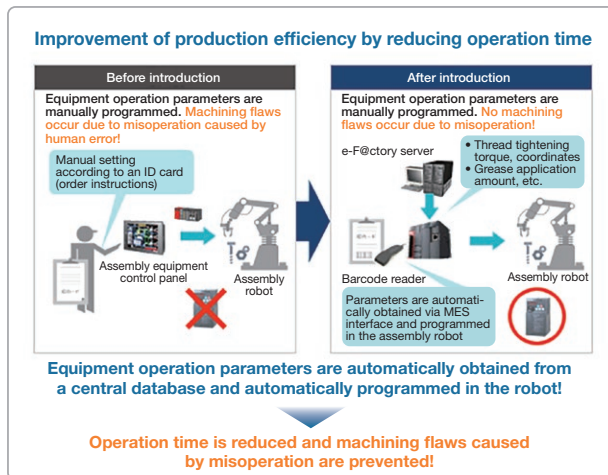 Improvement of production efficiency by reducing operation time
Before introduction
Equipment operation parameters are
manually programmed. Machining flaws
occur due to misoperation caused by
human error!
Manual setting
according to an ID card
(order instructions)
Assembly equipment
control panel
Assembly
robot
After introduction
Equipment operation parameters are
manually programmed. No machining
flaws occur due to misoperation!
e-F@ctory server
• Thread tightening
torque, coordinates
• Grease application
amount, etc.
Barcode reader
Assembly robot
Parameters are automati-
cally obtained via MES
interface and programmed
in the assembly robot
Equipment operation parameters are automatically obtained from
a central database and automatically programmed in the robot!
Operation time is reduced and machining flaws caused
by misoperation are prevented!